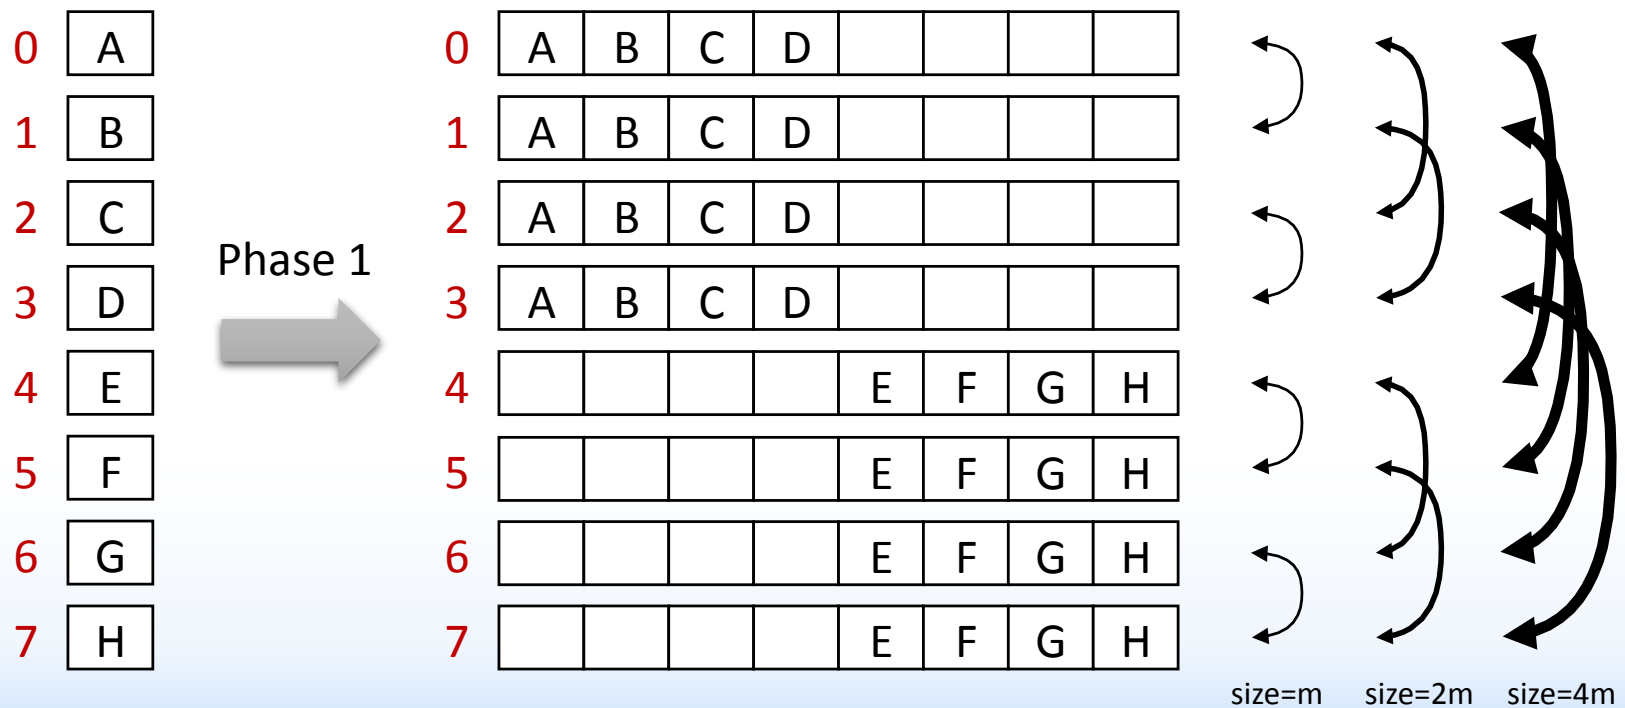 0 A 0 A B C D
1 B 1 A B C D
2 C 2 A B C D
Phase 1
3 D 3 A B C D
4 E 4 E F G H
5 F 5 E F G H
6 G 6 E F G H
7 H 7 E F G H
size=m size=2m size=4m